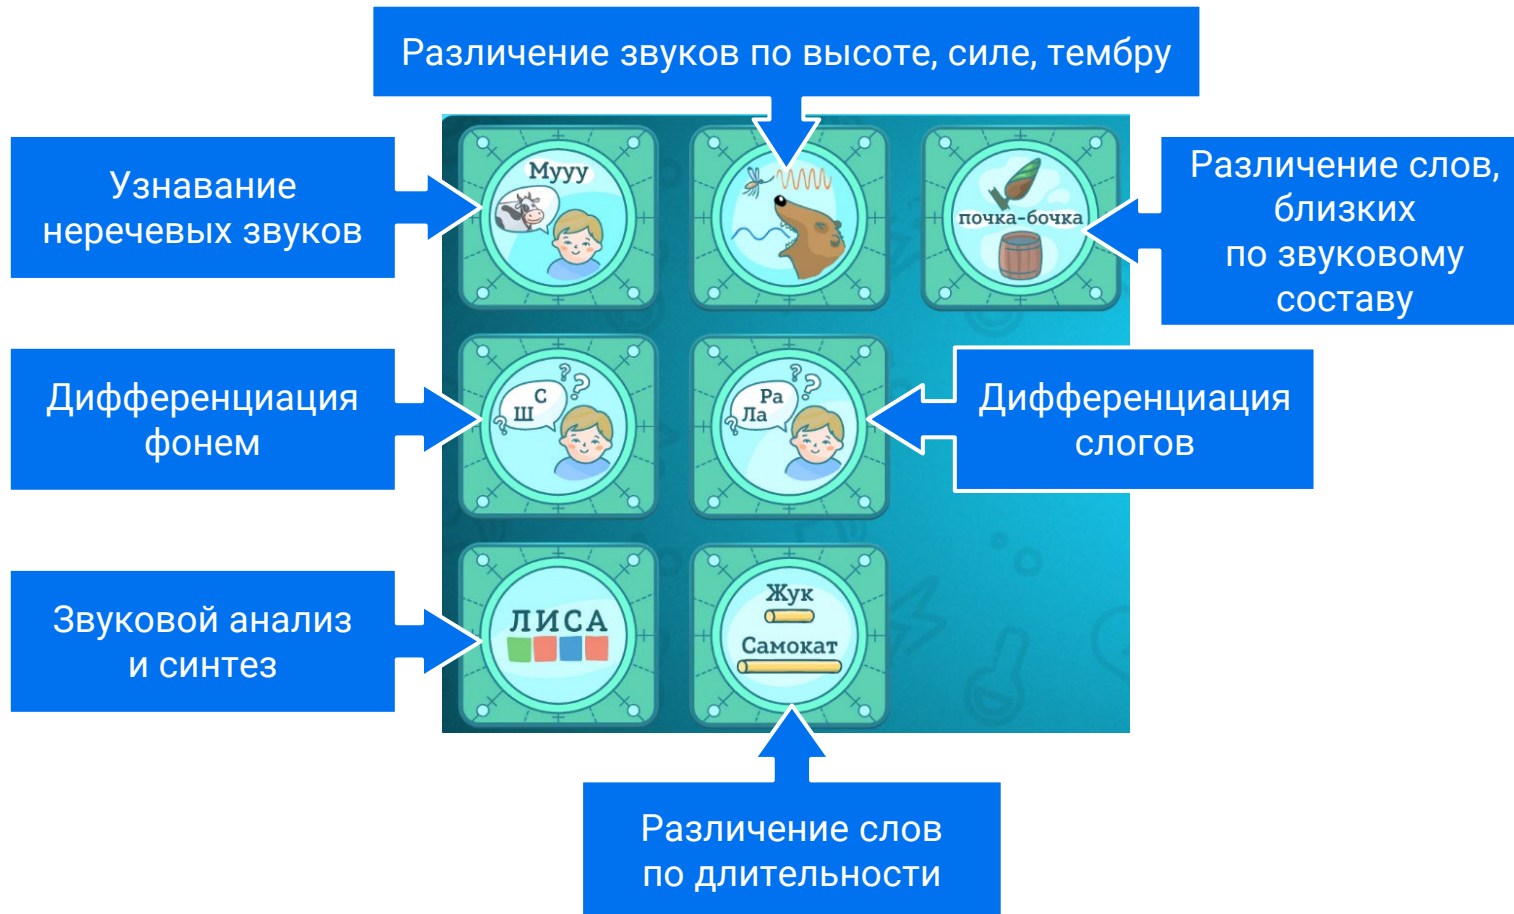 Различение звуков по высоте, силе, тембру
Узнавание
неречевых звуков
Мууу
почка-бочка
Различение слов,
близких
по звуковому
составу
Дифференциация
фонем
? ? ?
С
Ш
? ? ?
Ра
Ла
Дифференциация
слогов
Звуковой анализ
и синтез
ЛИСА
Жук
Самокат
Различение слов
по длительности